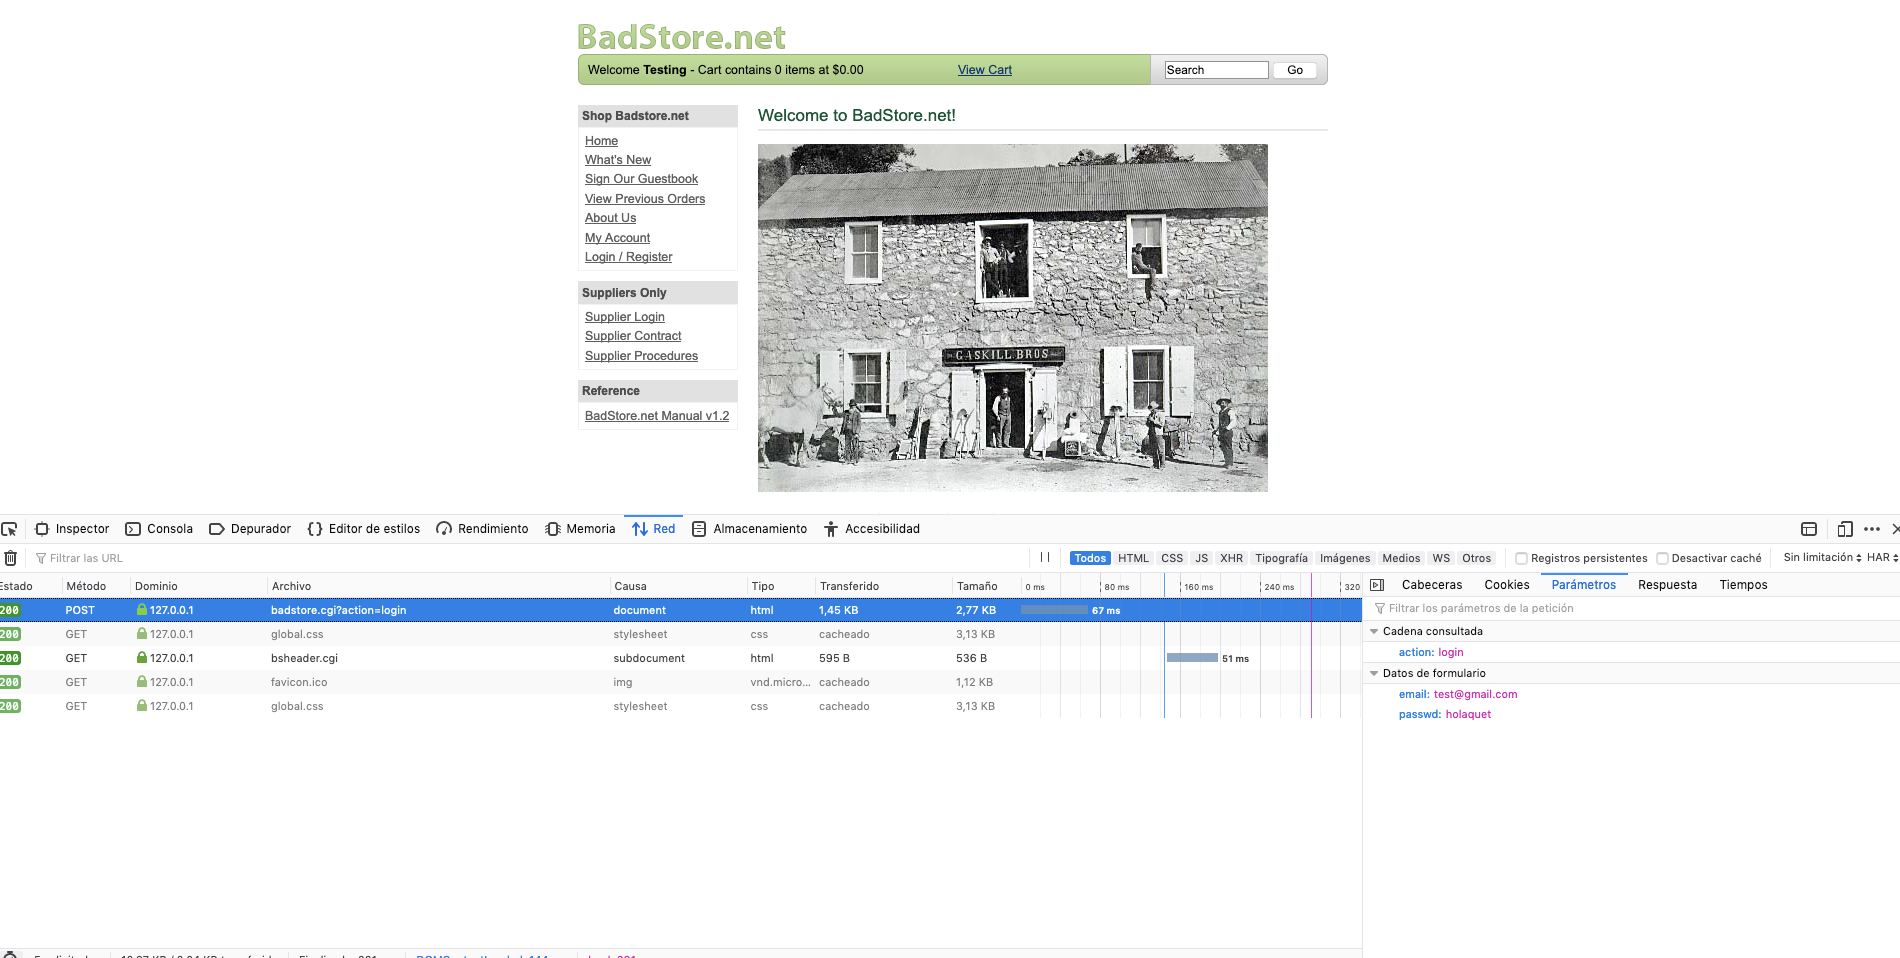 BadStore.net
Welcome Testing - Cart contains 0 items at $0.00 View Cart Search Go
Shop Badstore.net
Home
What's New
Sign Our Guestbook
View Previous Orders
About Us
My Account
Login / Register
Suppliers Only
Supplier Login
Supplier Contract
Supplier Procedures
Reference
BadStore.net Manual v1.2
Welcome to BadStore.net!
GASKILL BROS
Inspector Consola Depurador Editor de estilos Rendimiento Memoria Red Almacenamiento Accesibilidad
Filtrar las URL Todos HTML CSS JS XHR Tipografía Imágenes Medios WS Otros Registros persistentes Desactivar caché Sin limitación HAR
Estado Método Dominio Archivo Causa Tipo Transferido Tamaño 0 ms 80 ms 160 ms 240 ms 320
200 POST 127.0.0.1 badstore.cgi?action=login document html 1,45 KB 2,77 KB 67 ms
200 GET 127.0.0.1 global.css stylesheet css cacheado 3,13 KB
200 GET 127.0.0.1 bsheader.cgi subdocument html 595 B 536 B 51 ms
200 GET 127.0.0.1 favicon.ico img vnd.micro... cacheado 1,12 KB
200 GET 127.0.0.1 global.css stylesheet css cacheado 3,13 KB
Cabeceras Cookies Parámetros Respuesta Tiempos
Filtrar los parámetros de la petición
Cadena consultada
action: login
Datos de formulario
email: test@gmail.com
passwd: holaquet